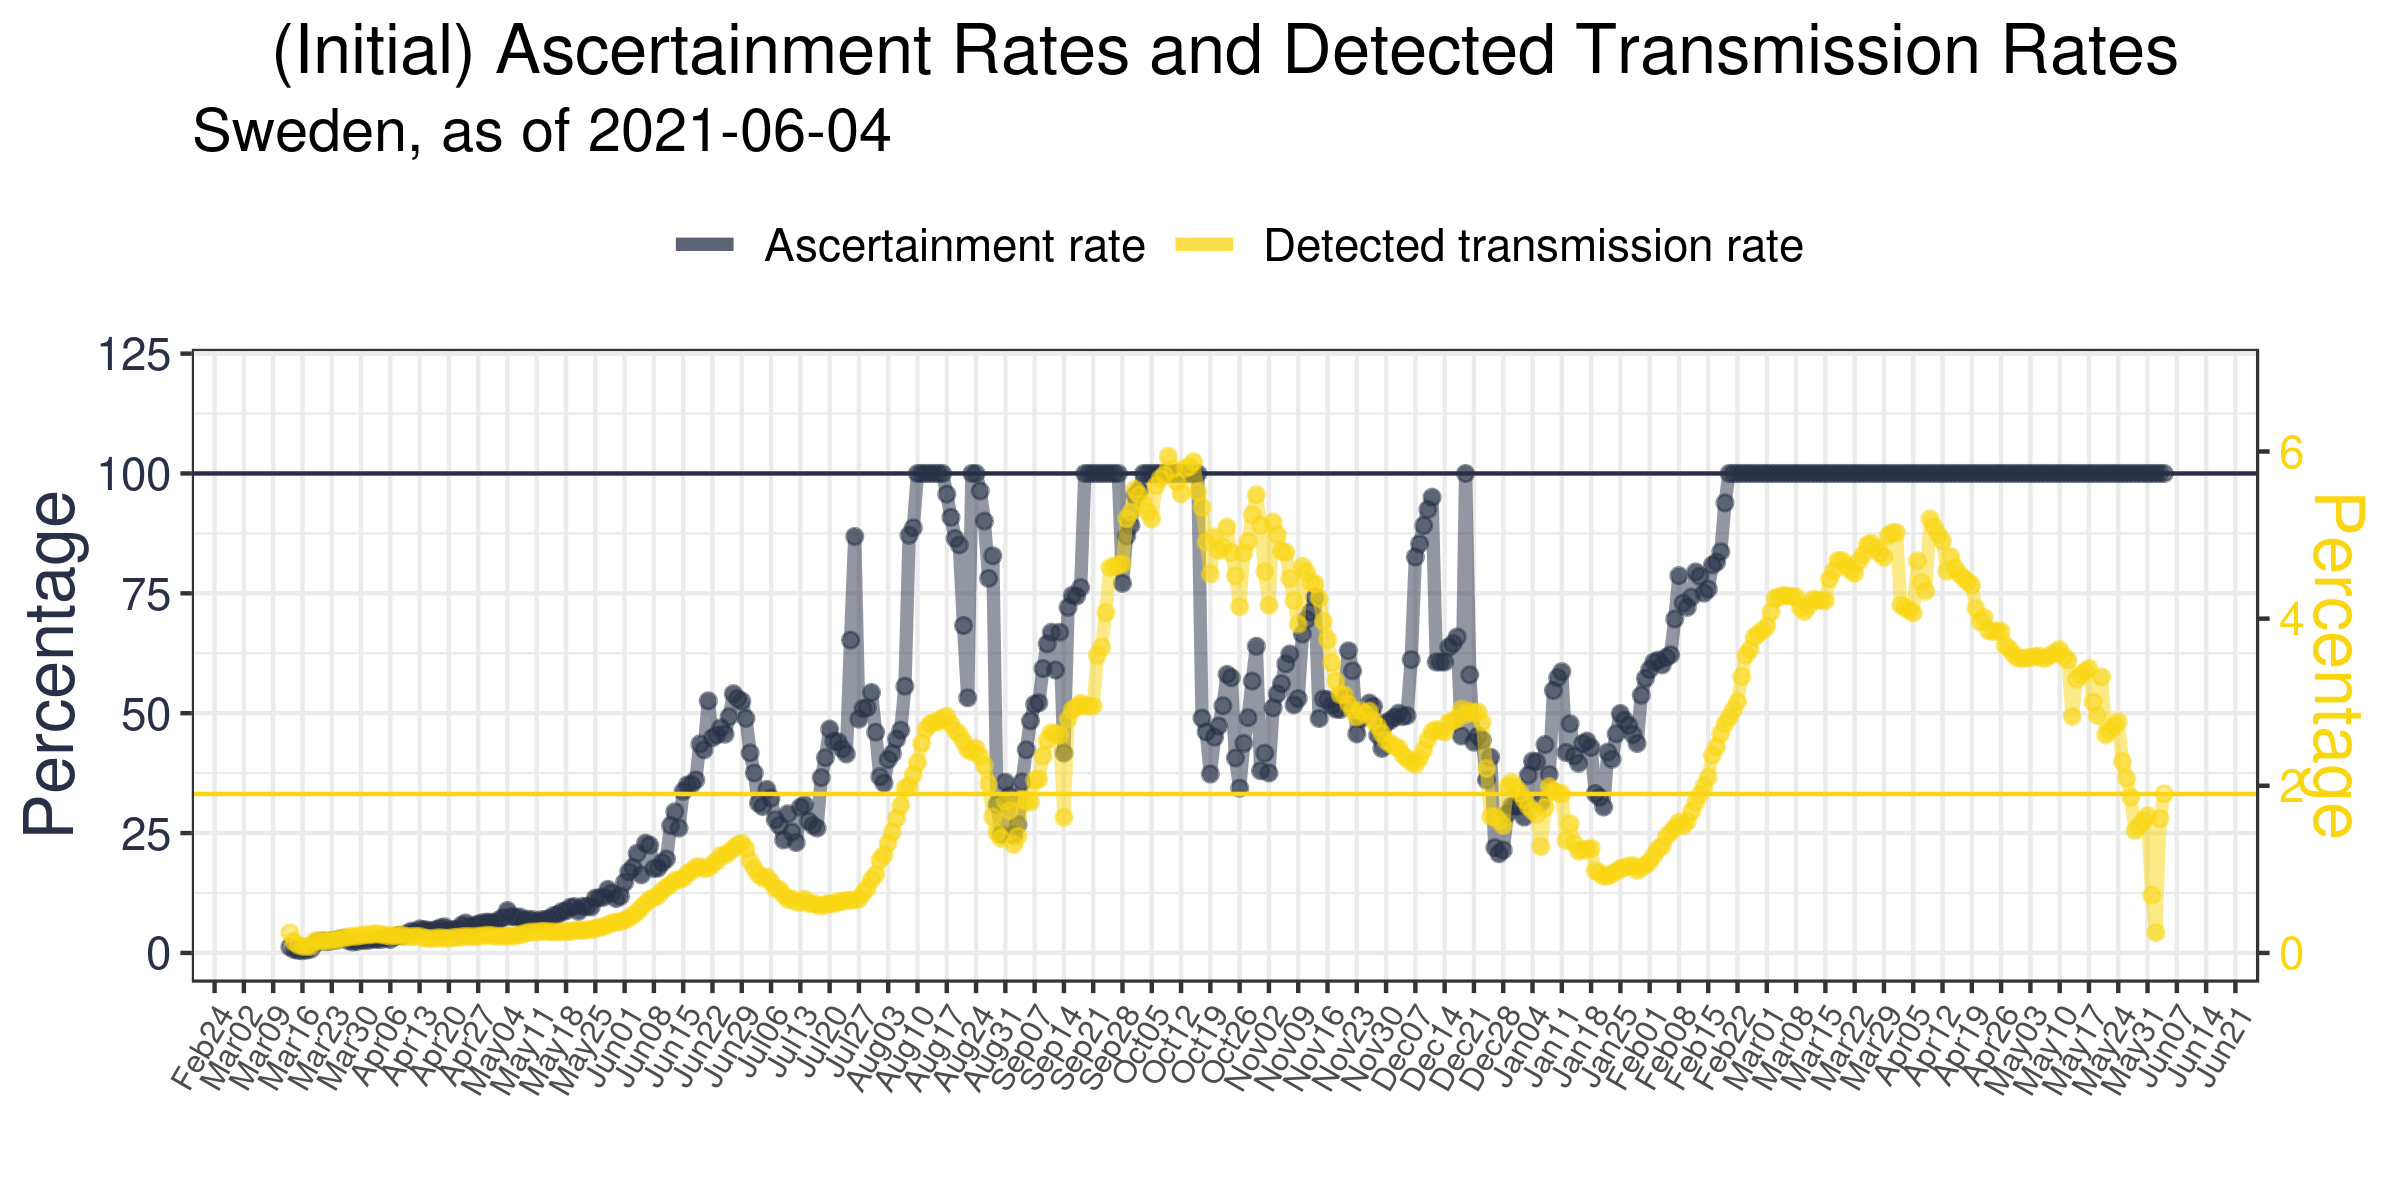 (Initial) Ascertainment Rates and Detected Transmission Rates
Sweden, as of 2021-06-04
Ascertainment rate
Detected transmission rate
125
100
75
50
25
0
Percentage
6
4
2
0
Percentage
Feb24
Mar02
Mar09
Mar16
Mar23
Mar30
Apr06
Apr13
Apr20
Apr27
May04
May11
May18
May25
Jun01
Jun08
Jun15
Jun22
Jun29
Jul06
Jul13
Jul20
Jul27
Aug03
Aug10
Aug17
Aug24
Aug31
Sep07
Sep14
Sep21
Sep28
Oct05
Oct12
Oct19
Oct26
Nov02
Nov09
Nov16
Nov23
Nov30
Dec07
Dec14
Dec21
Dec28
Jan04
Jan11
Jan18
Jan25
Feb01
Feb08
Feb15
Feb22
Mar01
Mar08
Mar15
Mar22
Mar29
Apr05
Apr12
Apr19
Apr26
May03
May10
May17
May24
May31
Jun07
Jun14
Jun21